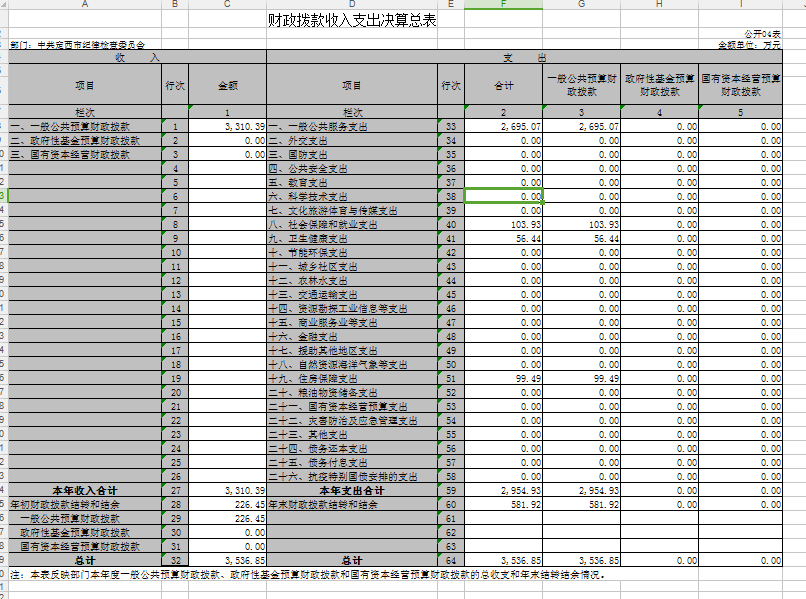 A B C D E F G H I
财政拨款收入支出决算总表
公开04表
部门：中共定西市纪律检查委员会 金额单位：万元
收 入 支 出
项目 行次 金额 项目 行次 合计 一般公共预算财政拨款 政府性基金预算财政拨款 国有资本经营预算财政拨款
栏次 1 栏次 2 3 4 5
一、一般公共预算财政拨款 1 3,310.39 一、一般公共服务支出 33 2,695.07 2,695.07 0.00 0.00
二、政府性基金预算财政拨款 2 0.00 二、外交支出 34 0.00 0.00 0.00 0.00
三、国有资本经营财政拨款 3 0.00 三、国防支出 35 0.00 0.00 0.00 0.00
4 四、公共安全支出 36 0.00 0.00 0.00 0.00
5 五、教育支出 37 0.00 0.00 0.00 0.00
6 六、科学技术支出 38 0.00 0.00 0.00 0.00
7 七、文化旅游体育与传媒支出 39 0.00 0.00 0.00 0.00
8 八、社会保障和就业支出 40 103.93 103.93 0.00 0.00
9 九、卫生健康支出 41 56.44 56.44 0.00 0.00
10 十、节能环保支出 42 0.00 0.00 0.00 0.00
11 十一、城乡社区支出 43 0.00 0.00 0.00 0.00
12 十二、农林水支出 44 0.00 0.00 0.00 0.00
13 十三、交通运输支出 45 0.00 0.00 0.00 0.00
14 十四、资源勘探工业信息等支出 46 0.00 0.00 0.00 0.00
15 十五、商业服务业等支出 47 0.00 0.00 0.00 0.00
16 十六、金融支出 48 0.00 0.00 0.00 0.00
17 十七、援助其他地区支出 49 0.00 0.00 0.00 0.00
18 十八、自然资源海洋气象等支出 50 0.00 0.00 0.00 0.00
19 十九、住房保障支出 51 99.49 99.49 0.00 0.00
20 二十、粮油物资储备支出 52 0.00 0.00 0.00 0.00
21 二十一、国有资本经营预算支出 53 0.00 0.00 0.00 0.00
22 二十二、灾害防治及应急管理支出 54 0.00 0.00 0.00 0.00
23 二十三、其他支出 55 0.00 0.00 0.00 0.00
24 二十四、债务还本支出 56 0.00 0.00 0.00 0.00
25 二十五、债务付息支出 57 0.00 0.00 0.00 0.00
26 二十六、抗疫特别国债安排的支出 58 0.00 0.00 0.00 0.00
本年收入合计 27 3,310.39 本年支出合计 59 2,954.93 2,954.93 0.00 0.00
年初财政拨款结转和结余 28 226.45 年末财政拨款结转和结余 60 581.92 581.92 0.00 0.00
一般公共预算财政拨款 29 226.45 61
政府性基金预算财政拨款 30 0.00 62
国有资本经营预算财政拨款 31 0.00 63
总计 32 3,536.85 总计 64 3,536.85 3,536.85 0.00 0.00
注：本表反映部门本年度一般公共预算财政拨款、政府性基金预算财政拨款和国有资本经营预算财政拨款的总收支和年末结转结余情况。